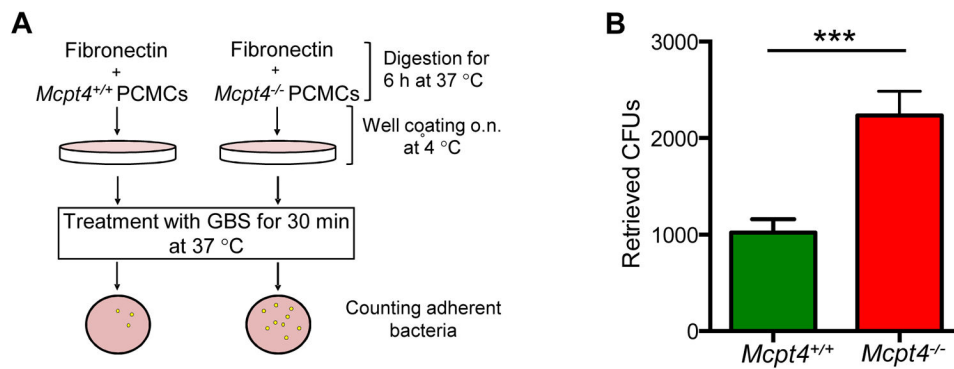 A
Fibronectin
+
Mcpt4+/+ PCMCs
Fibronectin
+
Mcpt4-/- PCMCs
Digestion for
6 h at 37 °C
Well coating o.n.
at 4 °C
Treatment with GBS for 30 min
at 37 °C
Counting adherent
bacteria
B
***
Retrieved CFUs
3000
2000
1000
0
Mcpt4+/+
Mcpt4-/-